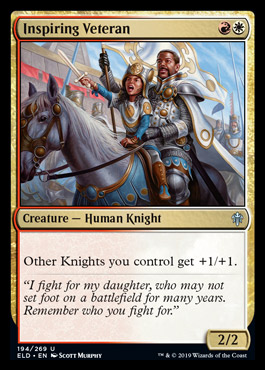 Inspiring Veteran
Creature — Human Knight
Other Knights you control get +1/+1.
“I fight for my daughter, who may not
set foot on a battlefield for many years.
Remember who you fight for.”
2/2
194/269 U
ELD • EN Scott Murphy
™ & © 2019 Wizards of the Coast